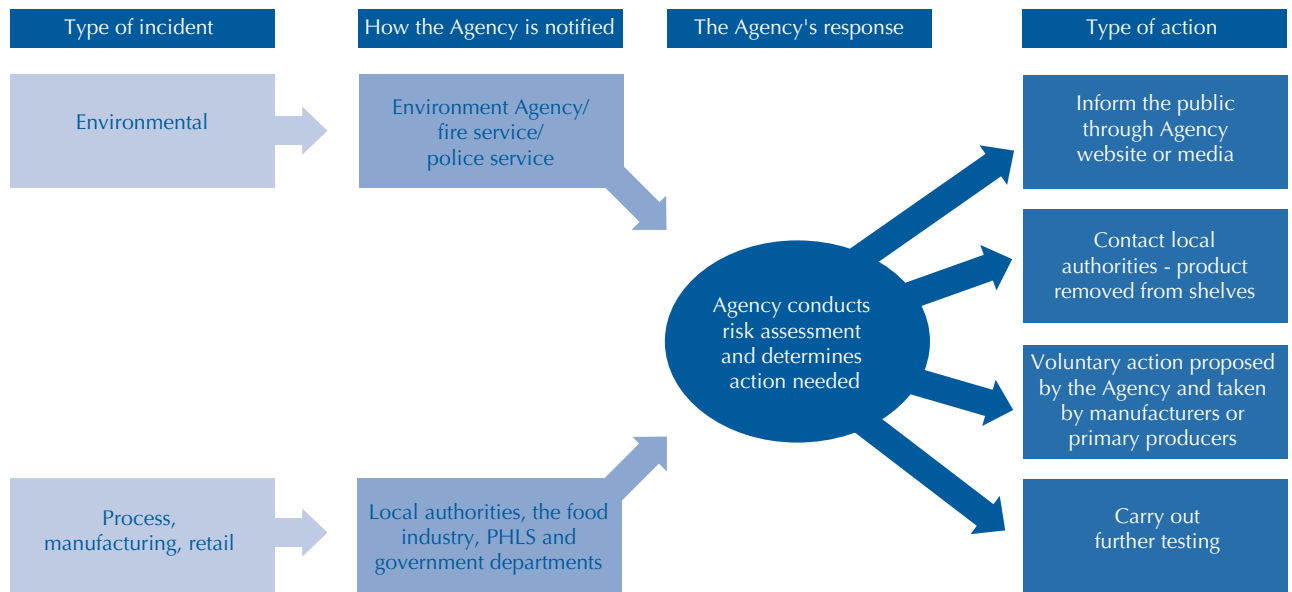 Type of incident
How the Agency is notified
The Agency's response
Type of action
Environmental
Environment Agency/
fire service/
police service
Process,
manufacturing, retail
Local authorities, the food
industry, PHLS and
government departments
Agency conducts
risk assessment
and determines
action needed
Inform the public
through Agency
website or media
Contact local
authorities - product
removed from shelves
Voluntary action proposed
by the Agency and taken
by manufacturers or
primary producers
Carry out
further testing